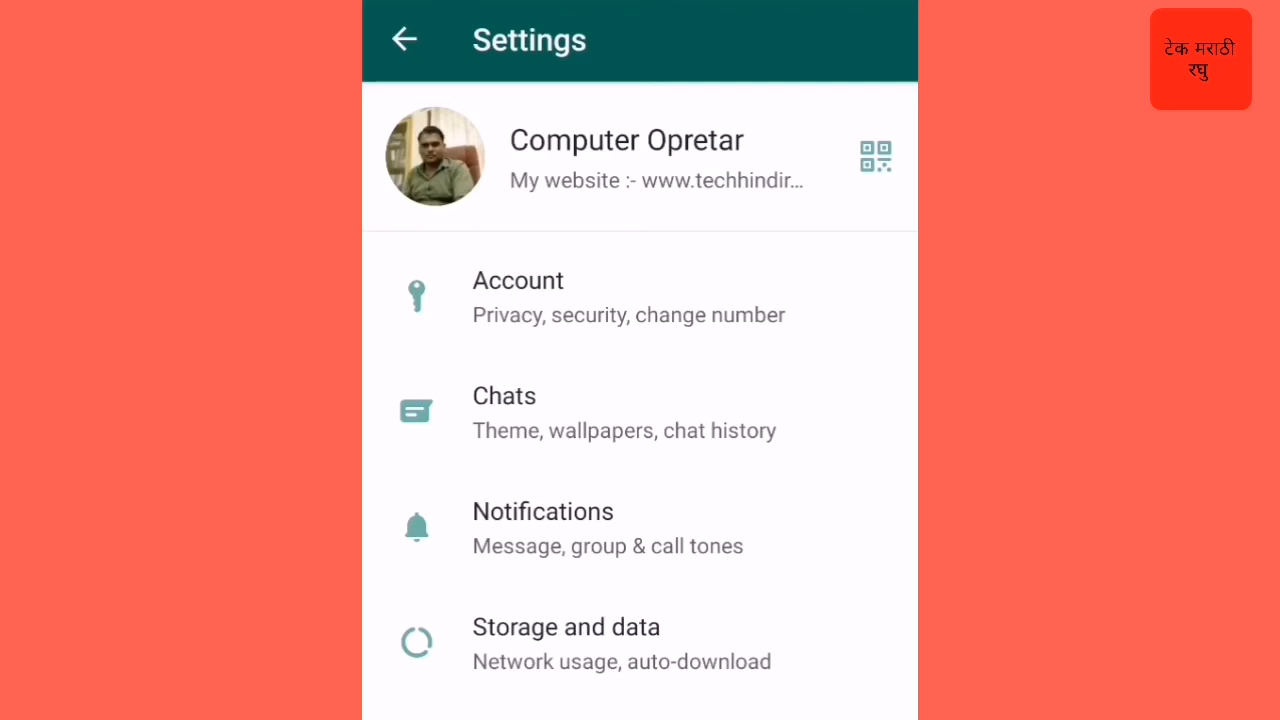 Settings
टेक मराठी
रघु
Computer Opretar
My website :- www.techhindir...
Account
Privacy, security, change number
Chats
Theme, wallpapers, chat history
Notifications
Message, group & call tones
Storage and data
Network usage, auto-download